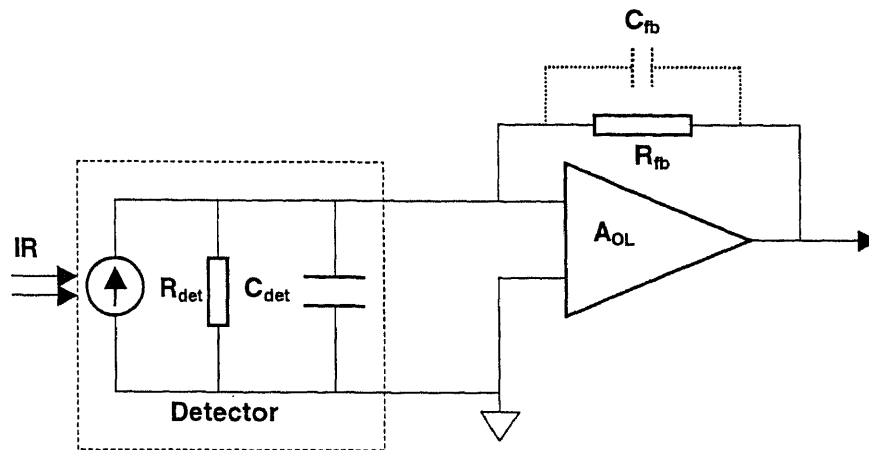 C_fb
R_fb
A_OL
IR
R_det
C_det
Detector